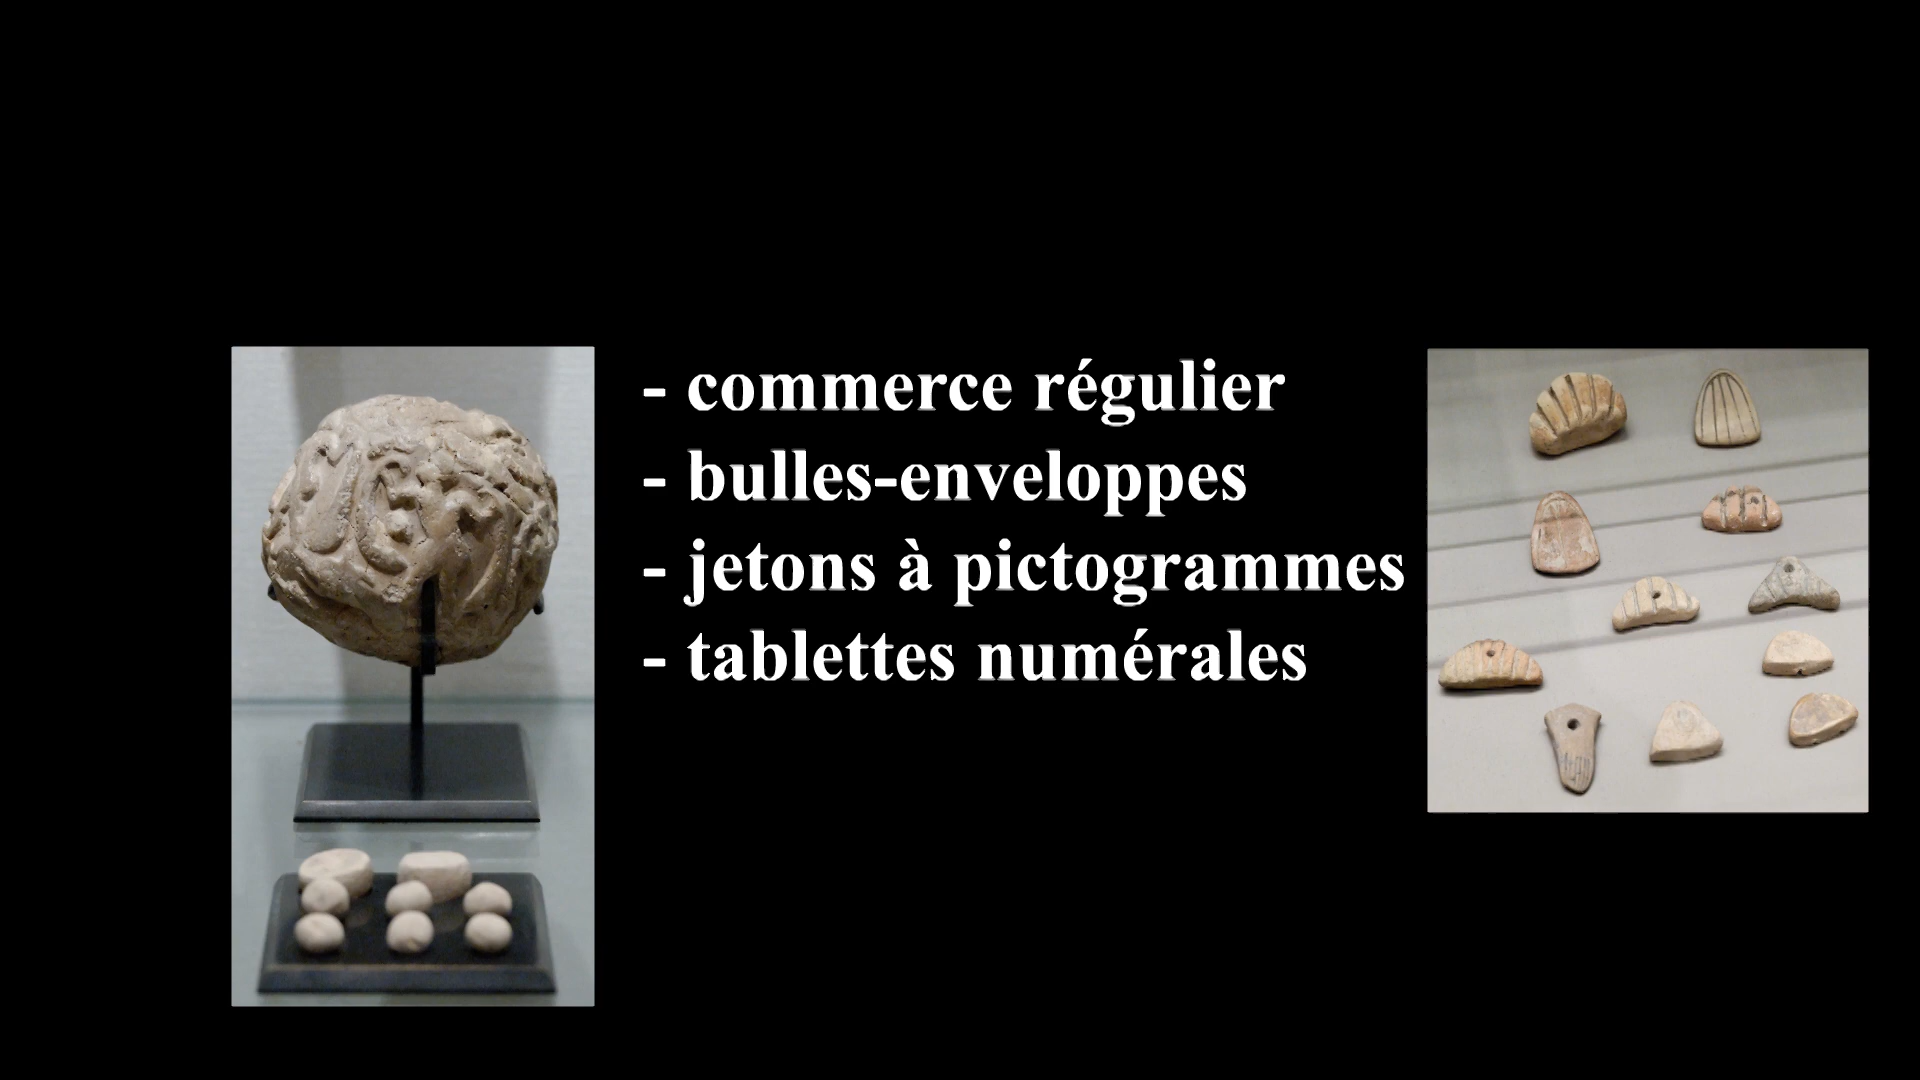 - commerce régulier
- bulles-enveloppes
- jetons à pictogrammes
- tablettes numérales